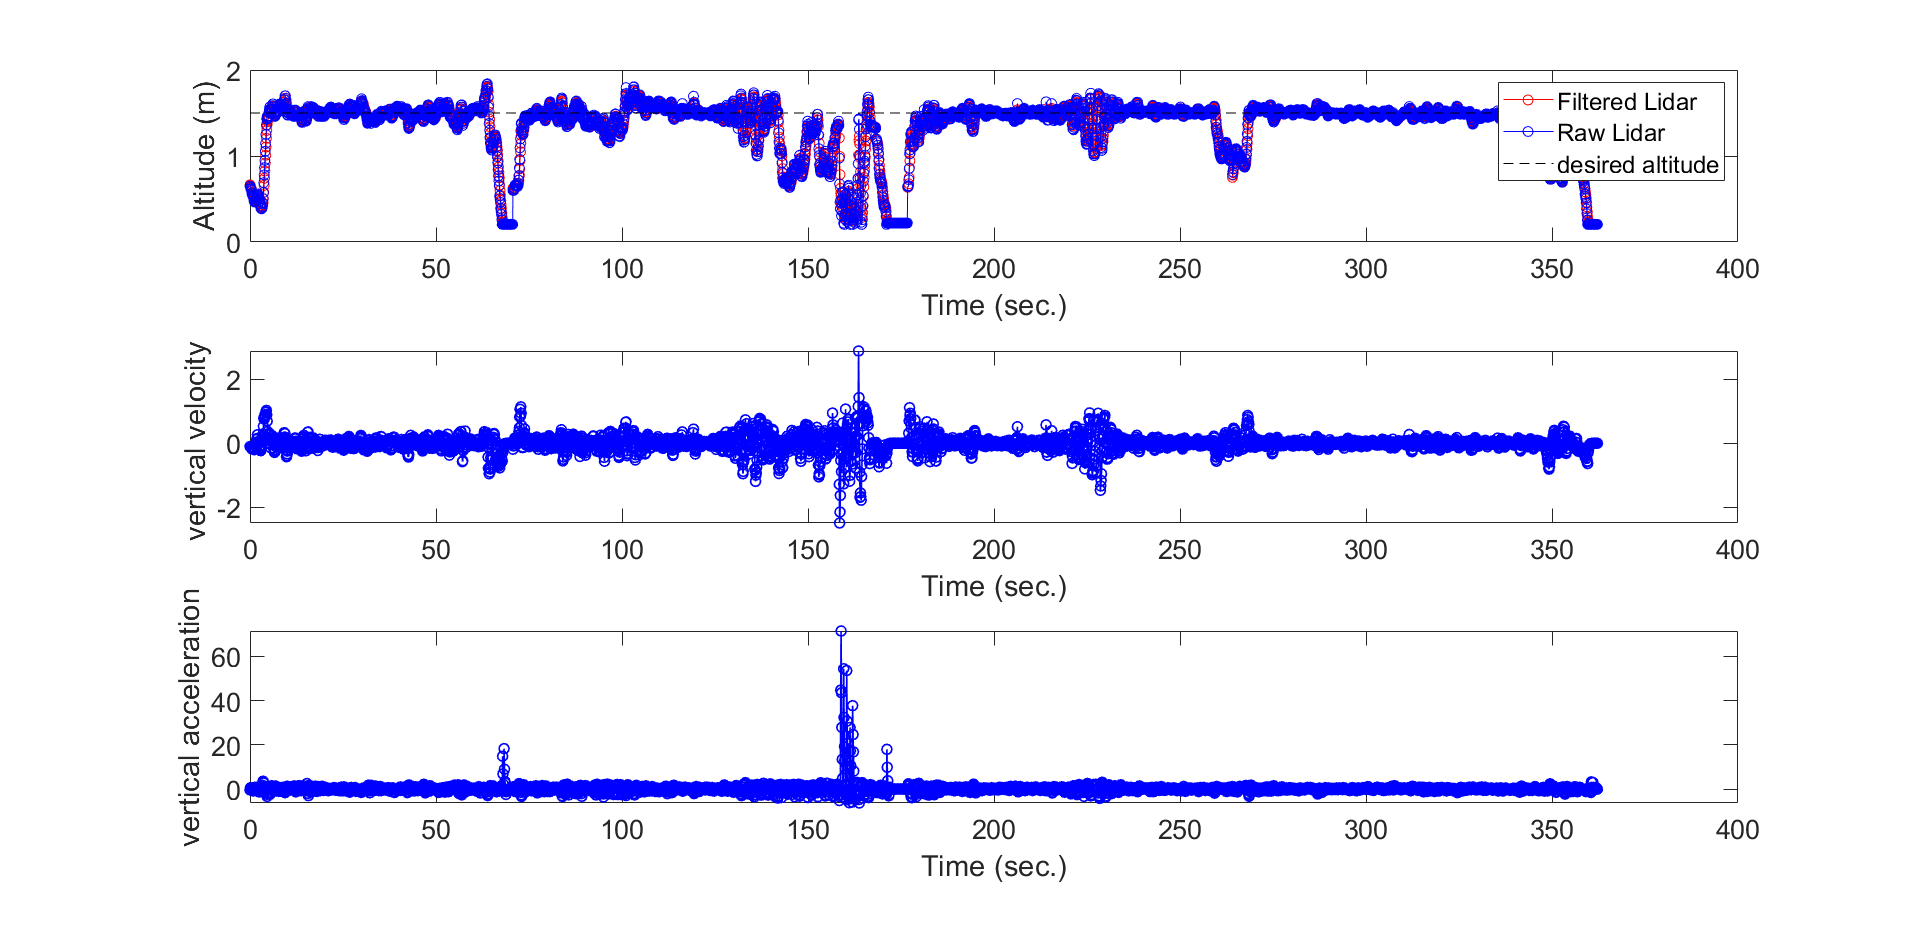 Altitude (m)
2
1
0
0 50 100 150 200 250 300 350 400
Time (sec.)
Filtered Lidar
Raw Lidar
desired altitude
vertical velocity
2
0
-2
0 50 100 150 200 250 300 350 400
Time (sec.)
vertical acceleration
60
40
20
0
0 50 100 150 200 250 300 350 400
Time (sec.)